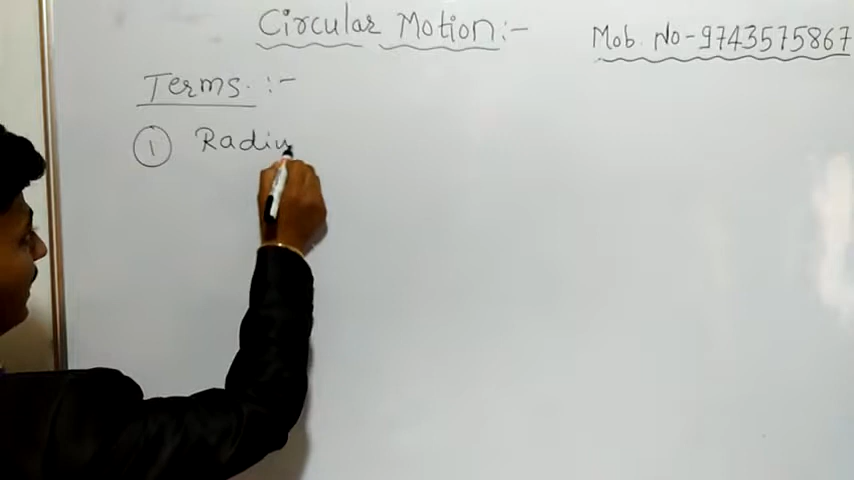 Circular Motion :-
Mob. No-9743575867
Terms. :-
1 Radiu